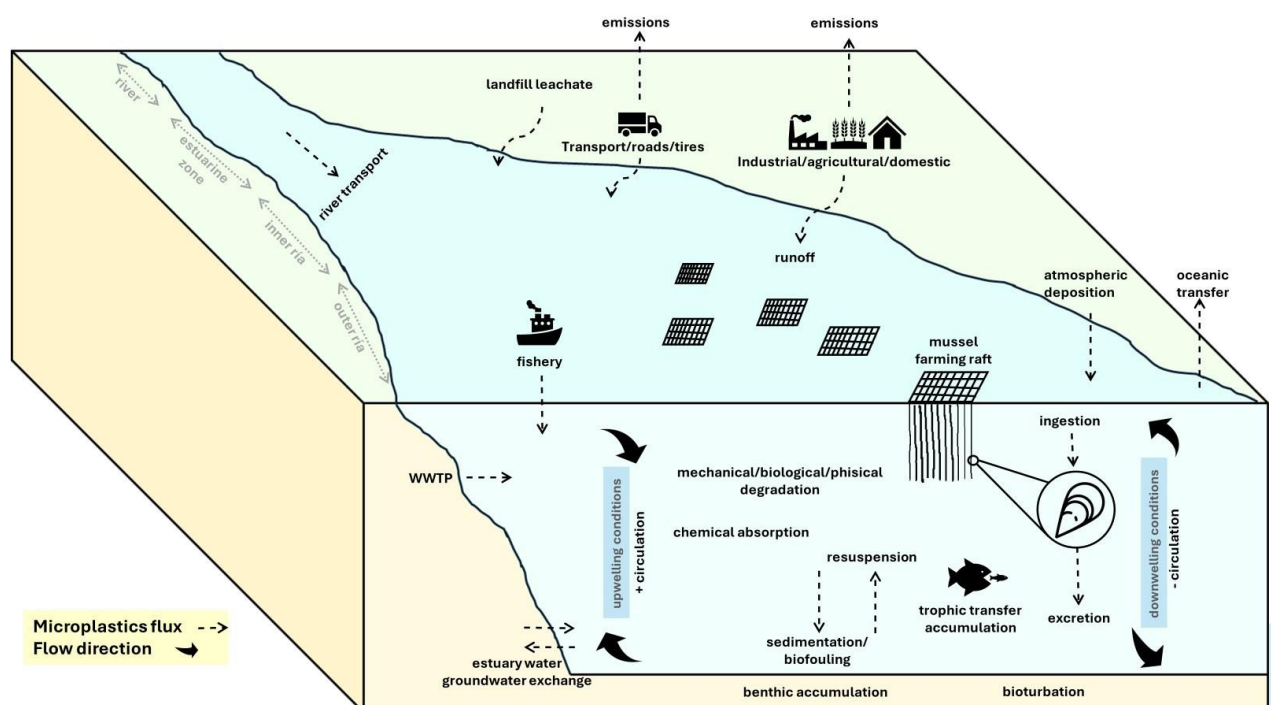 emissions
emissions
landfill leachate
Transport/roads/tires
Industrial/agricultural/domestic
river
estuarine
zone
inner ría
outer ría
river transport
runoff
atmospheric
deposition
oceanic
transfer
fishery
mussel
farming raft
WWTP
upwelling conditions
+ circulation
mechanical/biological/phisical
degradation
chemical absorption
resuspension
sedimentation/
biofouling
trophic transfer
accumulation
ingestion
excretion
downwelling conditions
- circulation
Microplastics flux
Flow direction
estuary water
groundwater exchange
benthic accumulation
bioturbation